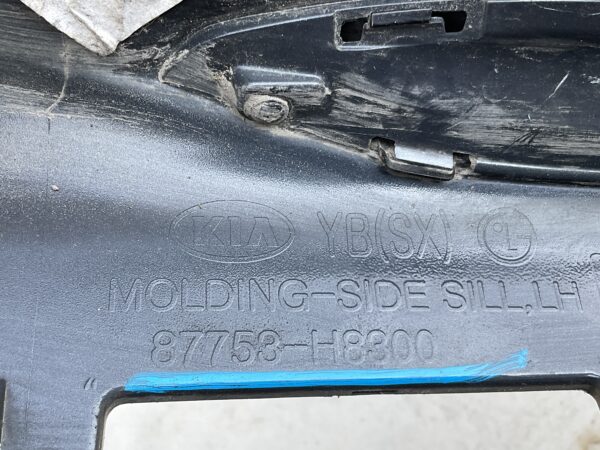 KIA YB(SX) L
MOLDING-SIDE SILL,LH
87753-H8300